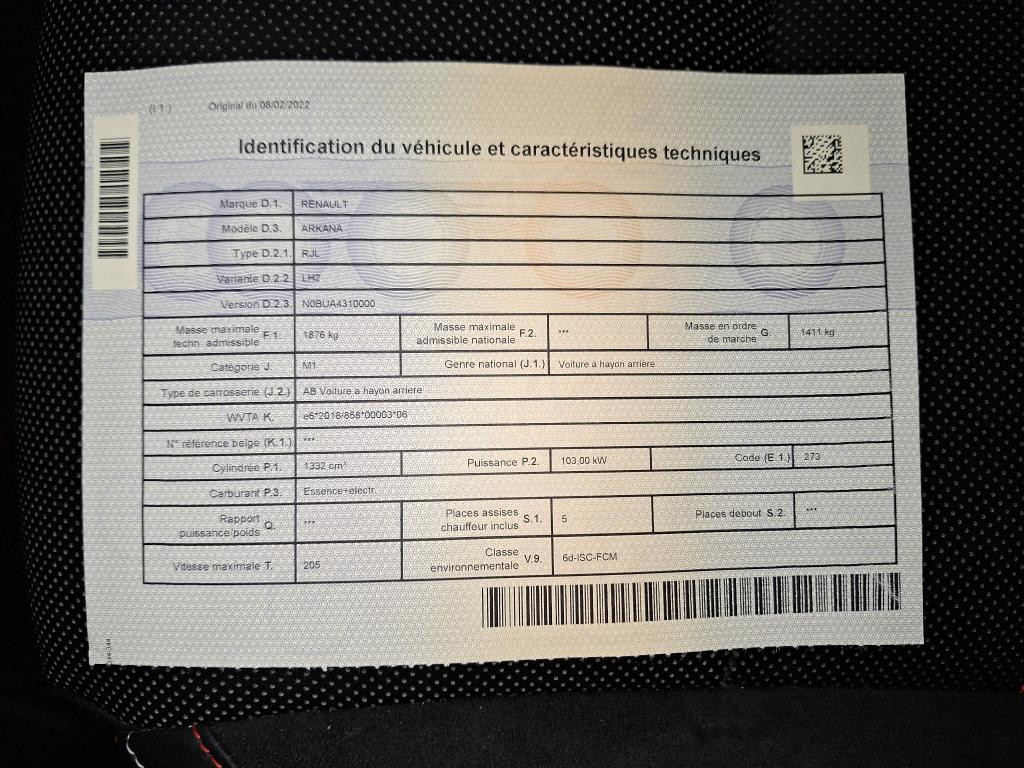 (I 1 )
Original du 08/02/2022
Identification du véhicule et caractéristiques techniques
Marque D.1. RENAULT
Modèle D.3. ARKANA
Type D.2.1. RJL
Variante D.2.2. LH2
Version D.2.3. N0BUA4310000
Masse maximale techn. admissible F.1. 1876 kg Masse maximale admissible nationale F.2. *** Masse en ordre de marche G. 1411 kg
Catégorie J. M1 Genre national (J.1.) Voiture à hayon arrière
Type de carrosserie (J.2.) AB Voiture à hayon arrière
WVTA K. e6*2018/858*00003*06
N° référence belge (K.1.) ***
Cylindrée P.1. 1332 cm³ Puissance P.2. 103,00 kW Code (E.1.) 273
Carburant P.3. Essence+electr.
Rapport puissance/poids Q. *** Places assises chauffeur inclus S.1. 5 Places debout S.2. ***
Vitesse maximale T. 205 Classe environnementale V.9. 6d-ISC-FCM